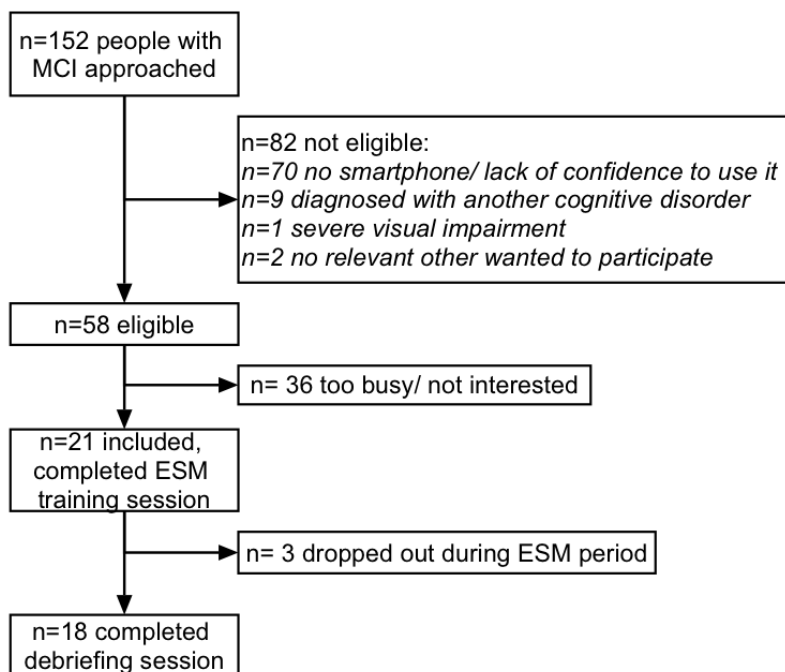 n=152 people with
MCI approached
n=82 not eligible:
n=70 no smartphone/ lack of confidence to use it
n=9 diagnosed with another cognitive disorder
n=1 severe visual impairment
n=2 no relevant other wanted to participate
n=58 eligible
n= 36 too busy/ not interested
n=21 included,
completed ESM
training session
n= 3 dropped out during ESM period
n=18 completed
debriefing session